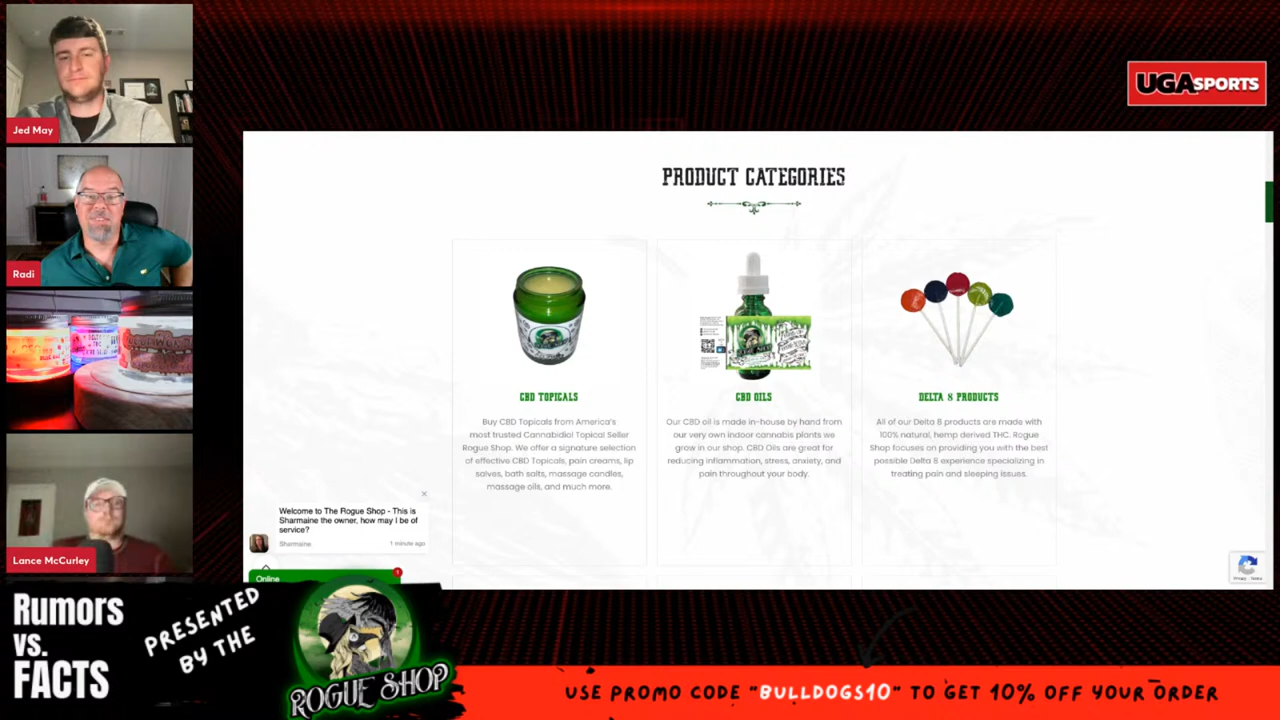 Jed May
Radi
Lance McCurley
UGASPORTS
PRODUCT CATEGORIES
CBD TOPICALS
Buy CBD Topicals from America's
most trusted Cannabidiol Topical Seller
Rogue Shop. We offer a signature selection
of effective CBD Topicals, pain creams, lip
salves, bath salts, massage candles,
massage oils, and much more.
CBD OILS
Our CBD oil is made in-house by hand from
our very own indoor cannabis plants we
grow in our shop. CBD Oils are great for
reducing inflammation, stress, anxiety, and
pain throughout your body.
DELTA 8 PRODUCTS
All of our Delta 8 products are made with
100% natural, hemp derived THC. Rogue
Shop focuses on providing you with the best
possible Delta 8 experience specializing in
treating pain and sleeping issues.
Welcome to The Rogue Shop - This is
Sharmaine the owner, how may I be of
service?
Sharmaine
1 minute ago
Online
1
Privacy - Terms
Rumors
vs.
FACTS
PRESENTED
BY THE
ROGUE SHOP
USE PROMO CODE "BULLDOGS10" TO GET 10% OFF YOUR ORDER